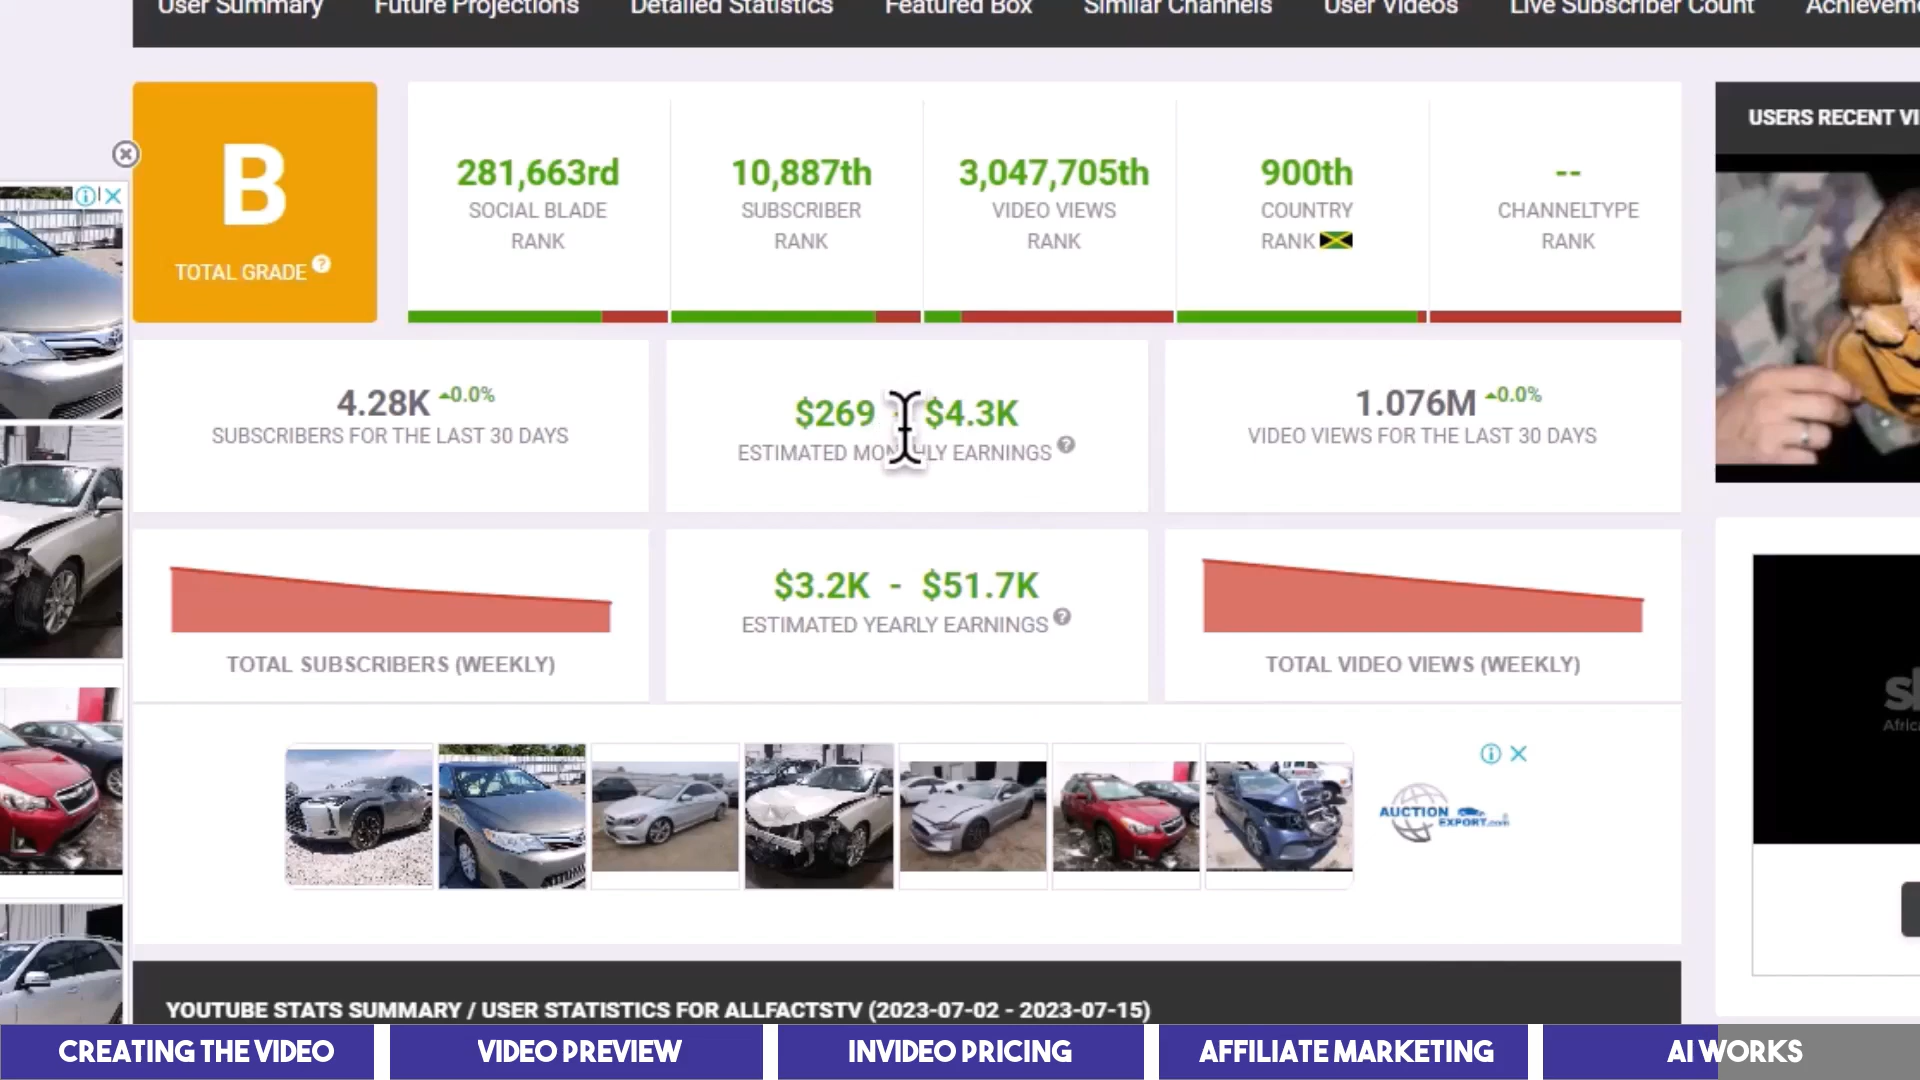 User Summary Future Projections Detailed Statistics Featured Box Similar Channels User Videos Live Subscriber Count Achieveme
B
TOTAL GRADE ?
281,663rd
SOCIAL BLADE
RANK
10,887th
SUBSCRIBER
RANK
3,047,705th
VIDEO VIEWS
RANK
900th
COUNTRY
RANK
--
CHANNELTYPE
RANK
USERS RECENT VI
4.28K 0.0%
SUBSCRIBERS FOR THE LAST 30 DAYS
$269 - $4.3K
ESTIMATED MONTHLY EARNINGS ?
1.076M 0.0%
VIDEO VIEWS FOR THE LAST 30 DAYS
TOTAL SUBSCRIBERS (WEEKLY)
$3.2K - $51.7K
ESTIMATED YEARLY EARNINGS ?
TOTAL VIDEO VIEWS (WEEKLY)
AUCTION
EXPORT.com
YOUTUBE STATS SUMMARY / USER STATISTICS FOR ALLFACTSTV (2023-07-02 - 2023-07-15)
CREATING THE VIDEO VIDEO PREVIEW INVIDEO PRICING AFFILIATE MARKETING AI WORKS